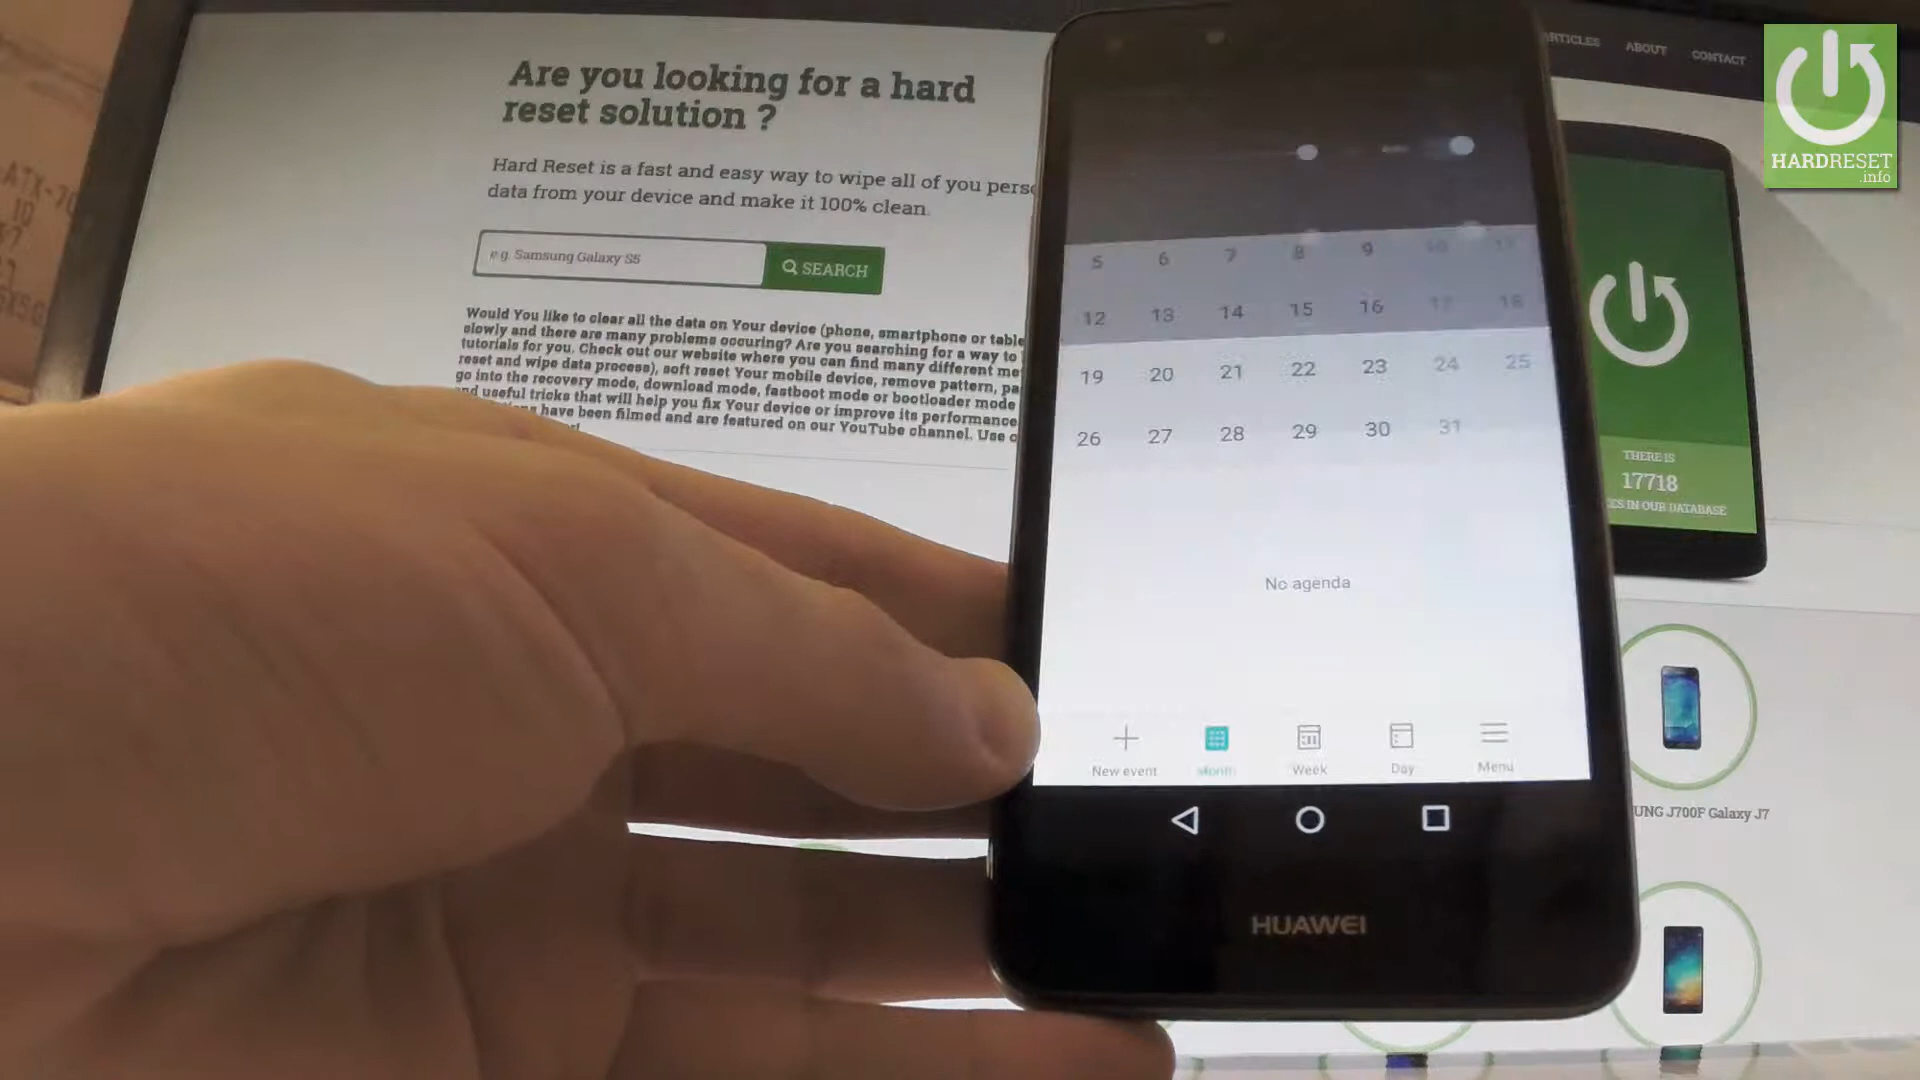 Are you looking for a hard
reset solution ?
Hard Reset is a fast and easy way to wipe all of you pers
data from your device and make it 100% clean.
e.g. Samsung Galaxy S5
SEARCH
Would You like to clear all the data on Your device (phone, smartphone or table
slowly and there are many problems occuring? Are you searching for a way to
tutorials for you. Check out our website where you can find many different me
reset and wipe data process), soft reset Your mobile device, remove pattern, pa
go into the recovery mode, download mode, fastboot mode or bootloader mode
and useful tricks that will help you fix Your device or improve its performance
have been filmed and are featured on our YouTube channel. Use
ARTICLES ABOUT CONTACT
HARDRESET
.info
5 6 7 8 9 10 11
12 13 14 15 16 17 18
19 20 21 22 23 24 25
26 27 28 29 30 31
No agenda
New event Month Week Day Menu
HUAWEI
THERE IS
17718
IN OUR DATABASE
UNG J700F Galaxy J7